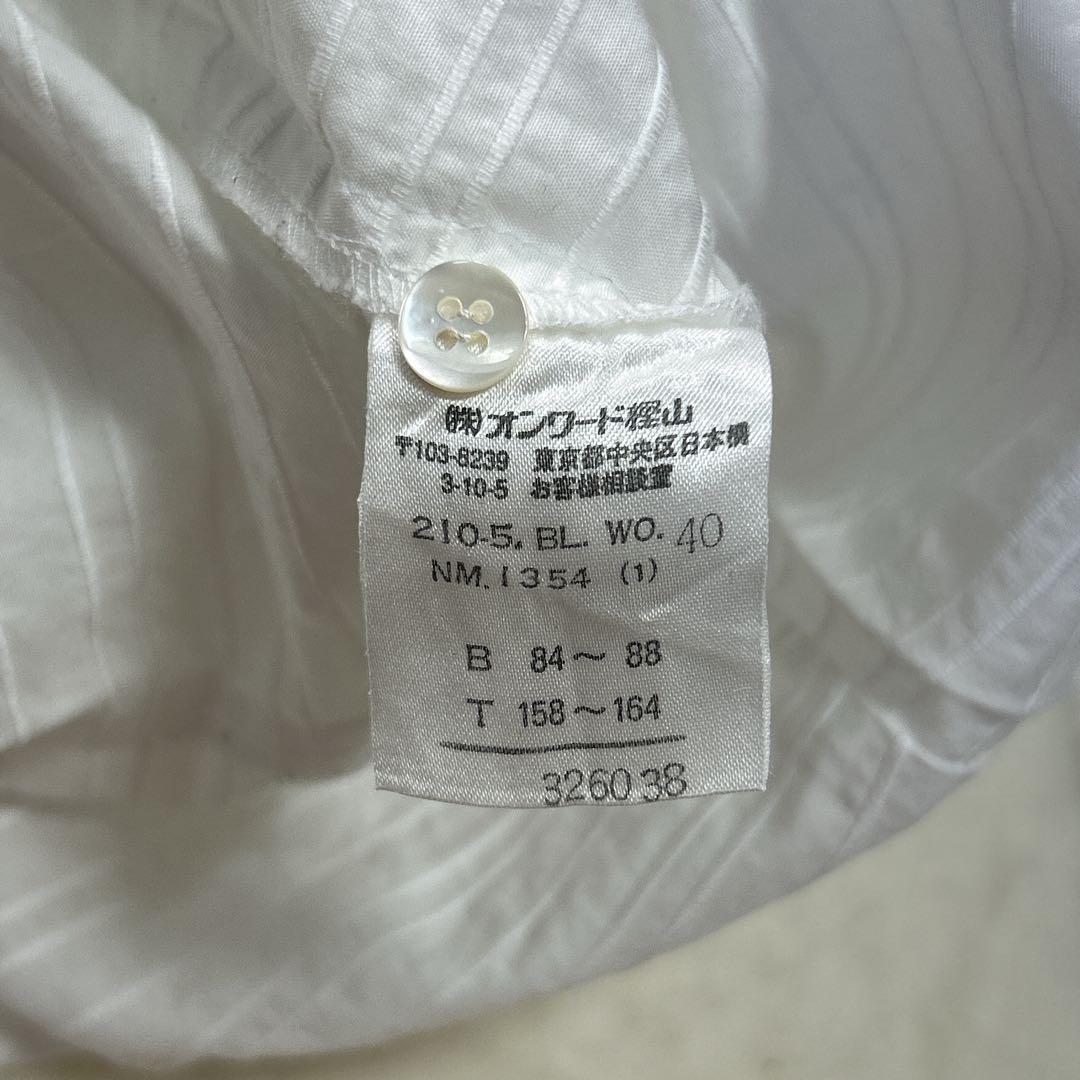 (株)オンワード樫山
〒103-8239 東京都中央区日本橋
3-10-5 お客様相談室
210-5. BL. WO. 40
NM. 1354 (1)
B 84～88
T 158～164
326038